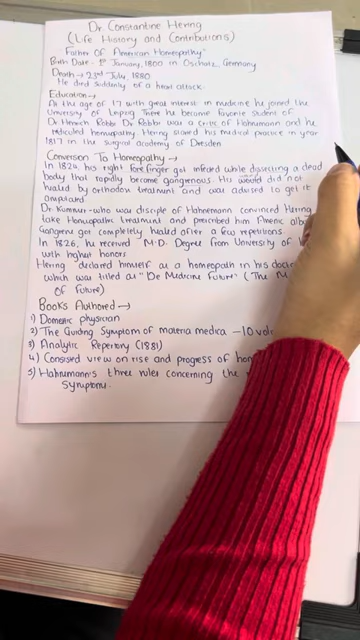 Dr Constantine Hering
(Life History and Contributions)
Father Of American Homeopathy
Birth Date - 1st January, 1800 in Oschatz, Germany
Death → 23rd July, 1880
He died suddenly of a heart attack.
Education →
At the age of 17 with great interest in medicine he joined the
University of Leipzig There he became favorite student of
Dr Henrich Robbi Dr Robbi was a critic of Hahnemann and he
rediculed homeopathy. Hering stared his medical practice in year
1817 in the surgical academy of Dresden
Conversion To Homeopathy →
In 1824, his right fore finger got infected while dissecting a dead
body that rapidly become gangenous. His would did not
healed by orthodox treatment and was advised to get it
amputated
Dr Kummer - who was disciple of Hahnemann convinced Hering
take Homeopathic treatment and prescribed him Arsenic alb
Gangene got completely healed after a few repetitions
In 1826, he received M.D. Degree from University of
with highest honors
Hering declared himself as a homeopath in his doc
which was titled as "De Medicine Future" (The M
of Future)
Books Authored →
1) Domestic physician
2) The Guiding Symptom of materia medica - 10 vol
3) Analytic Repertory (1881)
4) Consised view on rise and progress of hom
5) Hahnemann's three rules concerning the
Symptoms.